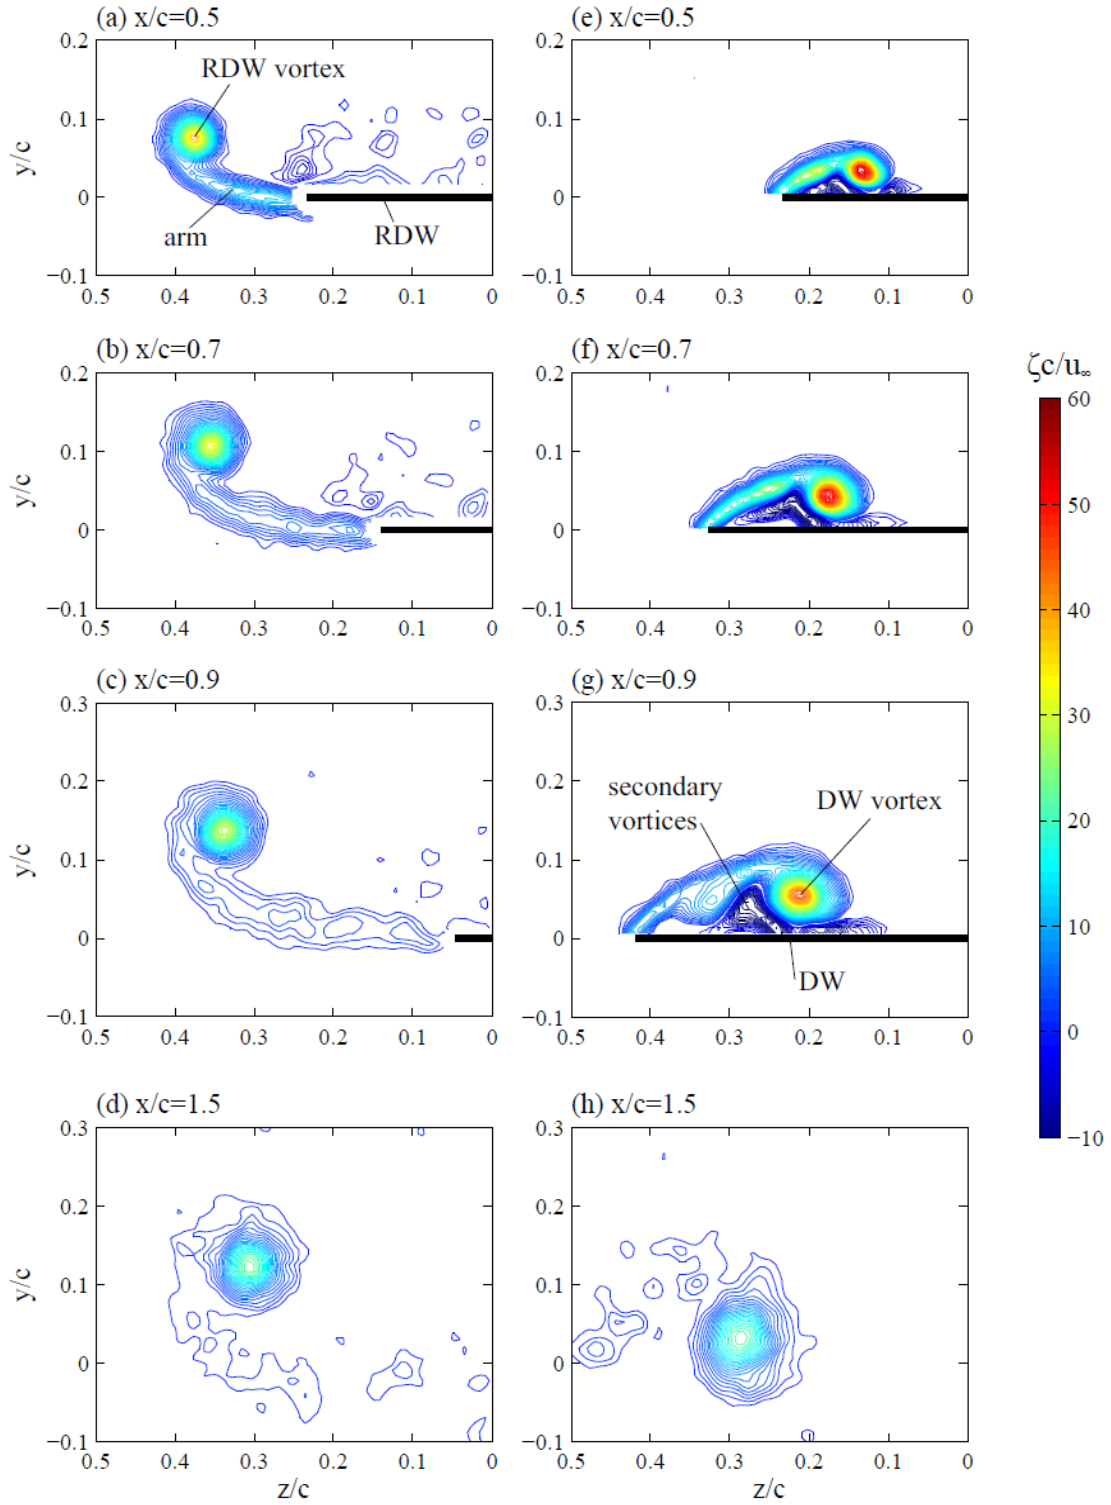 (a) x/c=0.5
0.2
0.1
0
−0.1
y/c
RDW vortex
arm
RDW
0.5 0.4 0.3 0.2 0.1 0
(e) x/c=0.5
0.2
0.1
0
−0.1
0.5 0.4 0.3 0.2 0.1 0
(b) x/c=0.7
0.2
0.1
0
−0.1
y/c
0.5 0.4 0.3 0.2 0.1 0
(f) x/c=0.7
0.2
0.1
0
−0.1
0.5 0.4 0.3 0.2 0.1 0
(c) x/c=0.9
0.3
0.2
0.1
0
−0.1
y/c
0.5 0.4 0.3 0.2 0.1 0
(g) x/c=0.9
0.3
0.2
0.1
0
−0.1
secondary
vortices
DW vortex
DW
0.5 0.4 0.3 0.2 0.1 0
(d) x/c=1.5
0.3
0.2
0.1
0
−0.1
y/c
0.5 0.4 0.3 0.2 0.1 0
z/c
(h) x/c=1.5
0.3
0.2
0.1
0
−0.1
0.5 0.4 0.3 0.2 0.1 0
z/c
ζc/u∞
60
50
40
30
20
10
0
−10